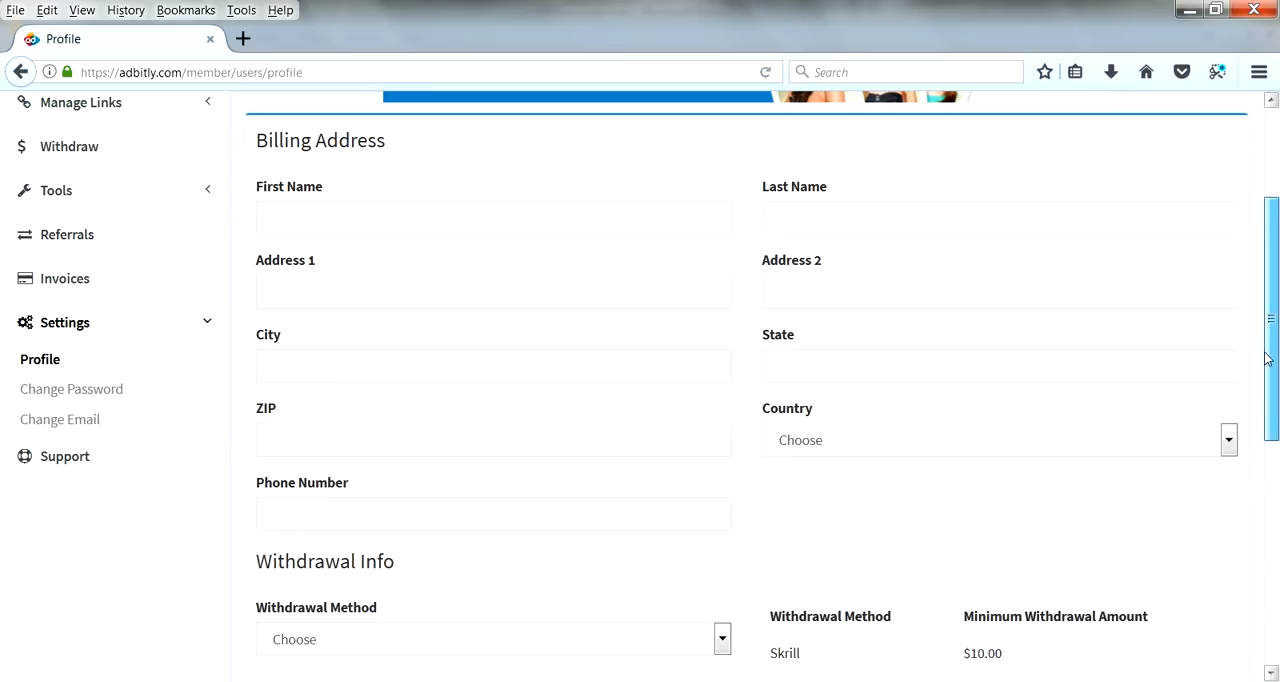 File Edit View History Bookmarks Tools Help
Profile
https://adbitly.com/member/users/profile
Search
Manage Links
Withdraw
Tools
Referrals
Invoices
Settings
Profile
Change Password
Change Email
Support
Billing Address
First Name
Last Name
Address 1
Address 2
City
State
ZIP
Country
Choose
Phone Number
Withdrawal Info
Withdrawal Method
Choose
Withdrawal Method Minimum Withdrawal Amount
Skrill $10.00